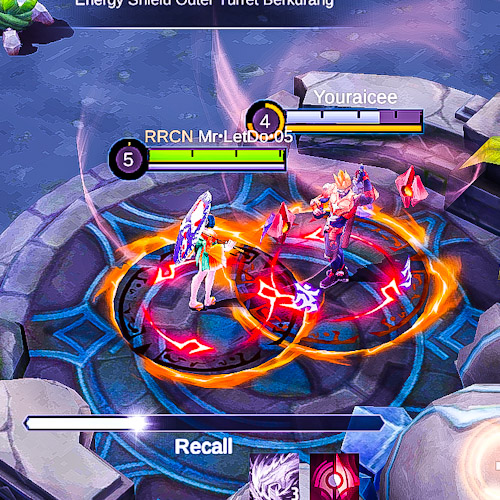 Energy Shield Outer Turret Berkurang
Youraicee
4
RRCN Mr•LetDo•05
5
Recall
3